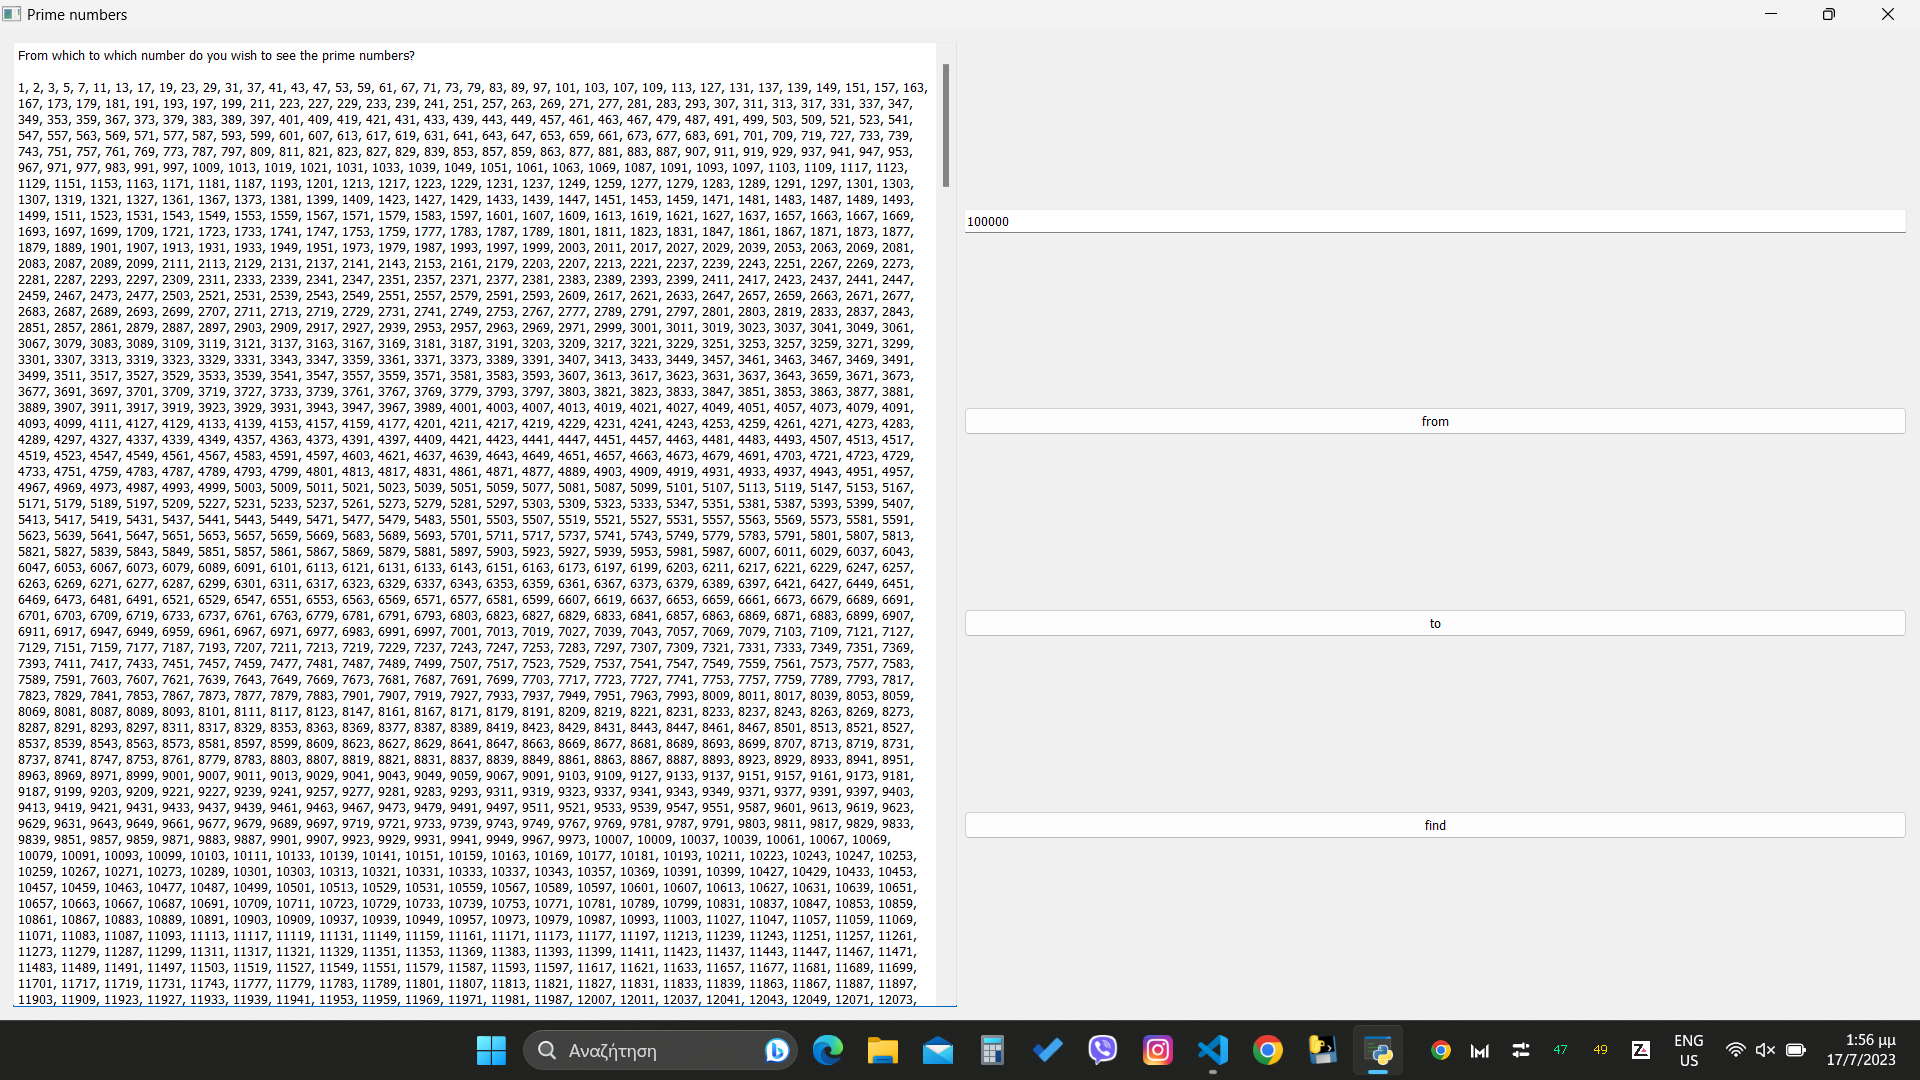 Prime numbers
From which to which number do you wish to see the prime numbers?
1, 2, 3, 5, 7, 11, 13, 17, 19, 23, 29, 31, 37, 41, 43, 47, 53, 59, 61, 67, 71, 73, 79, 83, 89, 97, 101, 103, 107, 109, 113, 127, 131, 137, 139, 149, 151, 157, 163,
167, 173, 179, 181, 191, 193, 197, 199, 211, 223, 227, 229, 233, 239, 241, 251, 257, 263, 269, 271, 277, 281, 283, 293, 307, 311, 313, 317, 331, 337, 347,
349, 353, 359, 367, 373, 379, 383, 389, 397, 401, 409, 419, 421, 431, 433, 439, 443, 449, 457, 461, 463, 467, 479, 487, 491, 499, 503, 509, 521, 523, 541,
547, 557, 563, 569, 571, 577, 587, 593, 599, 601, 607, 613, 617, 619, 631, 641, 643, 647, 653, 659, 661, 673, 677, 683, 691, 701, 709, 719, 727, 733, 739,
743, 751, 757, 761, 769, 773, 787, 797, 809, 811, 821, 823, 827, 829, 839, 853, 857, 859, 863, 877, 881, 883, 887, 907, 911, 919, 929, 937, 941, 947, 953,
967, 971, 977, 983, 991, 997, 1009, 1013, 1019, 1021, 1031, 1033, 1039, 1049, 1051, 1061, 1063, 1069, 1087, 1091, 1093, 1097, 1103, 1109, 1117, 1123,
1129, 1151, 1153, 1163, 1171, 1181, 1187, 1193, 1201, 1213, 1217, 1223, 1229, 1231, 1237, 1249, 1259, 1277, 1279, 1283, 1289, 1291, 1297, 1301, 1303,
1307, 1319, 1321, 1327, 1361, 1367, 1373, 1381, 1399, 1409, 1423, 1427, 1429, 1433, 1439, 1447, 1451, 1453, 1459, 1471, 1481, 1483, 1487, 1489, 1493,
1499, 1511, 1523, 1531, 1543, 1549, 1553, 1559, 1567, 1571, 1579, 1583, 1597, 1601, 1607, 1609, 1613, 1619, 1621, 1627, 1637, 1657, 1663, 1667, 1669,
1693, 1697, 1699, 1709, 1721, 1723, 1733, 1741, 1747, 1753, 1759, 1777, 1783, 1787, 1789, 1801, 1811, 1823, 1831, 1847, 1861, 1867, 1871, 1873, 1877,
1879, 1889, 1901, 1907, 1913, 1931, 1933, 1949, 1951, 1973, 1979, 1987, 1993, 1997, 1999, 2003, 2011, 2017, 2027, 2029, 2039, 2053, 2063, 2069, 2081,
2083, 2087, 2089, 2099, 2111, 2113, 2129, 2131, 2137, 2141, 2143, 2153, 2161, 2179, 2203, 2207, 2213, 2221, 2237, 2239, 2243, 2251, 2267, 2269, 2273,
2281, 2287, 2293, 2297, 2309, 2311, 2333, 2339, 2341, 2347, 2351, 2357, 2371, 2377, 2381, 2383, 2389, 2393, 2399, 2411, 2417, 2423, 2437, 2441, 2447,
2459, 2467, 2473, 2477, 2503, 2521, 2531, 2539, 2543, 2549, 2551, 2557, 2579, 2591, 2593, 2609, 2617, 2621, 2633, 2647, 2657, 2659, 2663, 2671, 2677,
2683, 2687, 2689, 2693, 2699, 2707, 2711, 2713, 2719, 2729, 2731, 2741, 2749, 2753, 2767, 2777, 2789, 2791, 2797, 2801, 2803, 2819, 2833, 2837, 2843,
2851, 2857, 2861, 2879, 2887, 2897, 2903, 2909, 2917, 2927, 2939, 2953, 2957, 2963, 2969, 2971, 2999, 3001, 3011, 3019, 3023, 3037, 3041, 3049, 3061,
3067, 3079, 3083, 3089, 3109, 3119, 3121, 3137, 3163, 3167, 3169, 3181, 3187, 3191, 3203, 3209, 3217, 3221, 3229, 3251, 3253, 3257, 3259, 3271, 3299,
3301, 3307, 3313, 3319, 3323, 3329, 3331, 3343, 3347, 3359, 3361, 3371, 3373, 3389, 3391, 3407, 3413, 3433, 3449, 3457, 3461, 3463, 3467, 3469, 3491,
3499, 3511, 3517, 3527, 3529, 3533, 3539, 3541, 3547, 3557, 3559, 3571, 3581, 3583, 3593, 3607, 3613, 3617, 3623, 3631, 3637, 3643, 3659, 3671, 3673,
3677, 3691, 3697, 3701, 3709, 3719, 3727, 3733, 3739, 3761, 3767, 3769, 3779, 3793, 3797, 3803, 3821, 3823, 3833, 3847, 3851, 3853, 3863, 3877, 3881,
3889, 3907, 3911, 3917, 3919, 3923, 3929, 3931, 3943, 3947, 3967, 3989, 4001, 4003, 4007, 4013, 4019, 4021, 4027, 4049, 4051, 4057, 4073, 4079, 4091,
4093, 4099, 4111, 4127, 4129, 4133, 4139, 4153, 4157, 4159, 4177, 4201, 4211, 4217, 4219, 4229, 4231, 4241, 4243, 4253, 4259, 4261, 4271, 4273, 4283,
4289, 4297, 4327, 4337, 4339, 4349, 4357, 4363, 4373, 4391, 4397, 4409, 4421, 4423, 4441, 4447, 4451, 4457, 4463, 4481, 4483, 4493, 4507, 4513, 4517,
4519, 4523, 4547, 4549, 4561, 4567, 4583, 4591, 4597, 4603, 4621, 4637, 4639, 4643, 4649, 4651, 4657, 4663, 4673, 4679, 4691, 4703, 4721, 4723, 4729,
4733, 4751, 4759, 4783, 4787, 4789, 4793, 4799, 4801, 4813, 4817, 4831, 4861, 4871, 4877, 4889, 4903, 4909, 4919, 4931, 4933, 4937, 4943, 4951, 4957,
4967, 4969, 4973, 4987, 4993, 4999, 5003, 5009, 5011, 5021, 5023, 5039, 5051, 5059, 5077, 5081, 5087, 5099, 5101, 5107, 5113, 5119, 5147, 5153, 5167,
5171, 5179, 5189, 5197, 5209, 5227, 5231, 5233, 5237, 5261, 5273, 5279, 5281, 5297, 5303, 5309, 5323, 5333, 5347, 5351, 5381, 5387, 5393, 5399, 5407,
5413, 5417, 5419, 5431, 5437, 5441, 5443, 5449, 5471, 5477, 5479, 5483, 5501, 5503, 5507, 5519, 5521, 5527, 5531, 5557, 5563, 5569, 5573, 5581, 5591,
5623, 5639, 5641, 5647, 5651, 5653, 5657, 5659, 5669, 5683, 5689, 5693, 5701, 5711, 5717, 5737, 5741, 5743, 5749, 5779, 5783, 5791, 5801, 5807, 5813,
5821, 5827, 5839, 5843, 5849, 5851, 5857, 5861, 5867, 5869, 5879, 5881, 5897, 5903, 5923, 5927, 5939, 5953, 5981, 5987, 6007, 6011, 6029, 6037, 6043,
6047, 6053, 6067, 6073, 6079, 6089, 6091, 6101, 6113, 6121, 6131, 6133, 6143, 6151, 6163, 6173, 6197, 6199, 6203, 6211, 6217, 6221, 6229, 6247, 6257,
6263, 6269, 6271, 6277, 6287, 6299, 6301, 6311, 6317, 6323, 6329, 6337, 6343, 6353, 6359, 6361, 6367, 6373, 6379, 6389, 6397, 6421, 6427, 6449, 6451,
6469, 6473, 6481, 6491, 6521, 6529, 6547, 6551, 6553, 6563, 6569, 6571, 6577, 6581, 6599, 6607, 6619, 6637, 6653, 6659, 6661, 6673, 6679, 6689, 6691,
6701, 6703, 6709, 6719, 6733, 6737, 6761, 6763, 6779, 6781, 6791, 6793, 6803, 6823, 6827, 6829, 6833, 6841, 6857, 6863, 6869, 6871, 6883, 6899, 6907,
6911, 6917, 6947, 6949, 6959, 6961, 6967, 6971, 6977, 6983, 6991, 6997, 7001, 7013, 7019, 7027, 7039, 7043, 7057, 7069, 7079, 7103, 7109, 7121, 7127,
7129, 7151, 7159, 7177, 7187, 7193, 7207, 7211, 7213, 7219, 7229, 7237, 7243, 7247, 7253, 7283, 7297, 7307, 7309, 7321, 7331, 7333, 7349, 7351, 7369,
7393, 7411, 7417, 7433, 7451, 7457, 7459, 7477, 7481, 7487, 7489, 7499, 7507, 7517, 7523, 7529, 7537, 7541, 7547, 7549, 7559, 7561, 7573, 7577, 7583,
7589, 7591, 7603, 7607, 7621, 7639, 7643, 7649, 7669, 7673, 7681, 7687, 7691, 7699, 7703, 7717, 7723, 7727, 7741, 7753, 7757, 7759, 7789, 7793, 7817,
7823, 7829, 7841, 7853, 7867, 7873, 7877, 7879, 7883, 7901, 7907, 7919, 7927, 7933, 7937, 7949, 7951, 7963, 7993, 8009, 8011, 8017, 8039, 8053, 8059,
8069, 8081, 8087, 8089, 8093, 8101, 8111, 8117, 8123, 8147, 8161, 8167, 8171, 8179, 8191, 8209, 8219, 8221, 8231, 8233, 8237, 8243, 8263, 8269, 8273,
8287, 8291, 8293, 8297, 8311, 8317, 8329, 8353, 8363, 8369, 8377, 8387, 8389, 8419, 8423, 8429, 8431, 8443, 8447, 8461, 8467, 8501, 8513, 8521, 8527,
8537, 8539, 8543, 8563, 8573, 8581, 8597, 8599, 8609, 8623, 8627, 8629, 8641, 8647, 8663, 8669, 8677, 8681, 8689, 8693, 8699, 8707, 8713, 8719, 8731,
8737, 8741, 8747, 8753, 8761, 8779, 8783, 8803, 8807, 8819, 8821, 8831, 8837, 8839, 8849, 8861, 8863, 8867, 8887, 8893, 8923, 8929, 8933, 8941, 8951,
8963, 8969, 8971, 8999, 9001, 9007, 9011, 9013, 9029, 9041, 9043, 9049, 9059, 9067, 9091, 9103, 9109, 9127, 9133, 9137, 9151, 9157, 9161, 9173, 9181,
9187, 9199, 9203, 9209, 9221, 9227, 9239, 9241, 9257, 9277, 9281, 9283, 9293, 9311, 9319, 9323, 9337, 9341, 9343, 9349, 9371, 9377, 9391, 9397, 9403,
9413, 9419, 9421, 9431, 9433, 9437, 9439, 9461, 9463, 9467, 9473, 9479, 9491, 9497, 9511, 9521, 9533, 9539, 9547, 9551, 9587, 9601, 9613, 9619, 9623,
9629, 9631, 9643, 9649, 9661, 9677, 9679, 9689, 9697, 9719, 9721, 9733, 9739, 9743, 9749, 9767, 9769, 9781, 9787, 9791, 9803, 9811, 9817, 9829, 9833,
9839, 9851, 9857, 9859, 9871, 9883, 9887, 9901, 9907, 9923, 9929, 9931, 9941, 9949, 9967, 9973, 10007, 10009, 10037, 10039, 10061, 10067, 10069,
10079, 10091, 10093, 10099, 10103, 10111, 10133, 10139, 10141, 10151, 10159, 10163, 10169, 10177, 10181, 10193, 10211, 10223, 10243, 10247, 10253,
10259, 10267, 10271, 10273, 10289, 10301, 10303, 10313, 10321, 10331, 10333, 10337, 10343, 10357, 10369, 10391, 10399, 10427, 10429, 10433, 10453,
10457, 10459, 10463, 10477, 10487, 10499, 10501, 10513, 10529, 10531, 10559, 10567, 10589, 10597, 10601, 10607, 10613, 10627, 10631, 10639, 10651,
10657, 10663, 10667, 10687, 10691, 10709, 10711, 10723, 10729, 10733, 10739, 10753, 10771, 10781, 10789, 10799, 10831, 10837, 10847, 10853, 10859,
10861, 10867, 10883, 10889, 10891, 10903, 10909, 10937, 10939, 10949, 10957, 10973, 10979, 10987, 10993, 11003, 11027, 11047, 11057, 11059, 11069,
11071, 11083, 11087, 11093, 11113, 11117, 11119, 11131, 11149, 11159, 11161, 11171, 11173, 11177, 11197, 11213, 11239, 11243, 11251, 11257, 11261,
11273, 11279, 11287, 11299, 11311, 11317, 11321, 11329, 11351, 11353, 11369, 11383, 11393, 11399, 11411, 11423, 11437, 11443, 11447, 11467, 11471,
11483, 11489, 11491, 11497, 11503, 11519, 11527, 11549, 11551, 11579, 11587, 11593, 11597, 11617, 11621, 11633, 11657, 11677, 11681, 11689, 11699,
11701, 11717, 11719, 11731, 11743, 11777, 11779, 11783, 11789, 11801, 11807, 11813, 11821, 11827, 11831, 11833, 11839, 11863, 11867, 11887, 11897,
11903, 11909, 11923, 11927, 11933, 11939, 11941, 11953, 11959, 11969, 11971, 11981, 11987, 12007, 12011, 12037, 12041, 12043, 12049, 12071, 12073,
100000
from
to
find
Αναζήτηση
47
49
ENG
US
1:56 μμ
17/7/2023